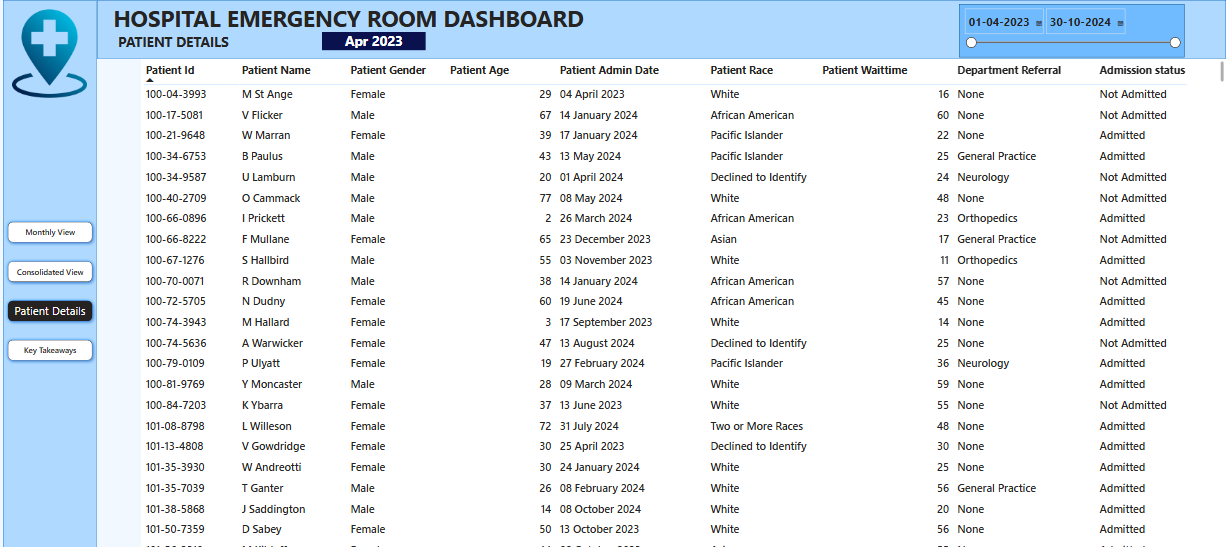 HOSPITAL EMERGENCY ROOM DASHBOARD
PATIENT DETAILS Apr 2023
01-04-2023 30-10-2024
Monthly View
Consolidated View
Patient Details
Key Takeaways
Patient Id Patient Name Patient Gender Patient Age Patient Admin Date Patient Race Patient Waittime Department Referral Admission status
100-04-3993 M St Ange Female 29 04 April 2023 White 16 None Not Admitted
100-17-5081 V Flicker Male 67 14 January 2024 African American 60 None Not Admitted
100-21-9648 W Marran Female 39 17 January 2024 Pacific Islander 22 None Admitted
100-34-6753 B Paulus Male 43 13 May 2024 Pacific Islander 25 General Practice Admitted
100-34-9587 U Lamburn Male 20 01 April 2024 Declined to Identify 24 Neurology Not Admitted
100-40-2709 O Cammack Male 77 08 May 2024 White 48 None Not Admitted
100-66-0896 I Prickett Male 2 26 March 2024 African American 23 Orthopedics Admitted
100-66-8222 F Mullane Female 65 23 December 2023 Asian 17 General Practice Not Admitted
100-67-1276 S Hallbird Male 55 03 November 2023 White 11 Orthopedics Admitted
100-70-0071 R Downham Male 38 14 January 2024 African American 57 None Not Admitted
100-72-5705 N Dudny Female 60 19 June 2024 African American 45 None Admitted
100-74-3943 M Hallard Female 3 17 September 2023 White 14 None Admitted
100-74-5636 A Warwicker Female 47 13 August 2024 Declined to Identify 25 None Not Admitted
100-79-0109 P Ulyatt Female 19 27 February 2024 Pacific Islander 36 Neurology Admitted
100-81-9769 Y Moncaster Male 28 09 March 2024 White 59 None Admitted
100-84-7203 K Ybarra Female 37 13 June 2023 White 55 None Not Admitted
101-08-8798 L Willeson Female 72 31 July 2024 Two or More Races 48 None Admitted
101-13-4808 V Gowdridge Female 30 25 April 2023 Declined to Identify 30 None Admitted
101-35-3930 W Andreotti Female 30 24 January 2024 White 25 None Admitted
101-35-7039 T Ganter Male 26 08 February 2024 White 56 General Practice Admitted
101-38-5868 J Saddington Male 14 08 October 2024 White 20 None Admitted
101-50-7359 D Sabey Female 50 13 October 2023 White 56 None Admitted